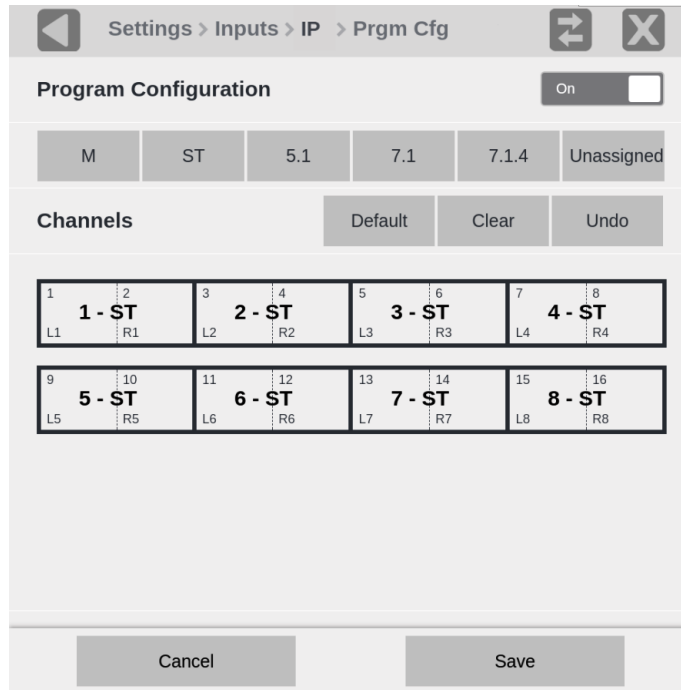 Settings > Inputs > IP > Prgm Cfg
Program Configuration On
M ST 5.1 7.1 7.1.4 Unassigned
Channels Default Clear Undo
1 2 3 4 5 6 7 8
1 - ST 2 - ST 3 - ST 4 - ST
L1 R1 L2 R2 L3 R3 L4 R4
9 10 11 12 13 14 15 16
5 - ST 6 - ST 7 - ST 8 - ST
L5 R5 L6 R6 L7 R7 L8 R8
Cancel Save